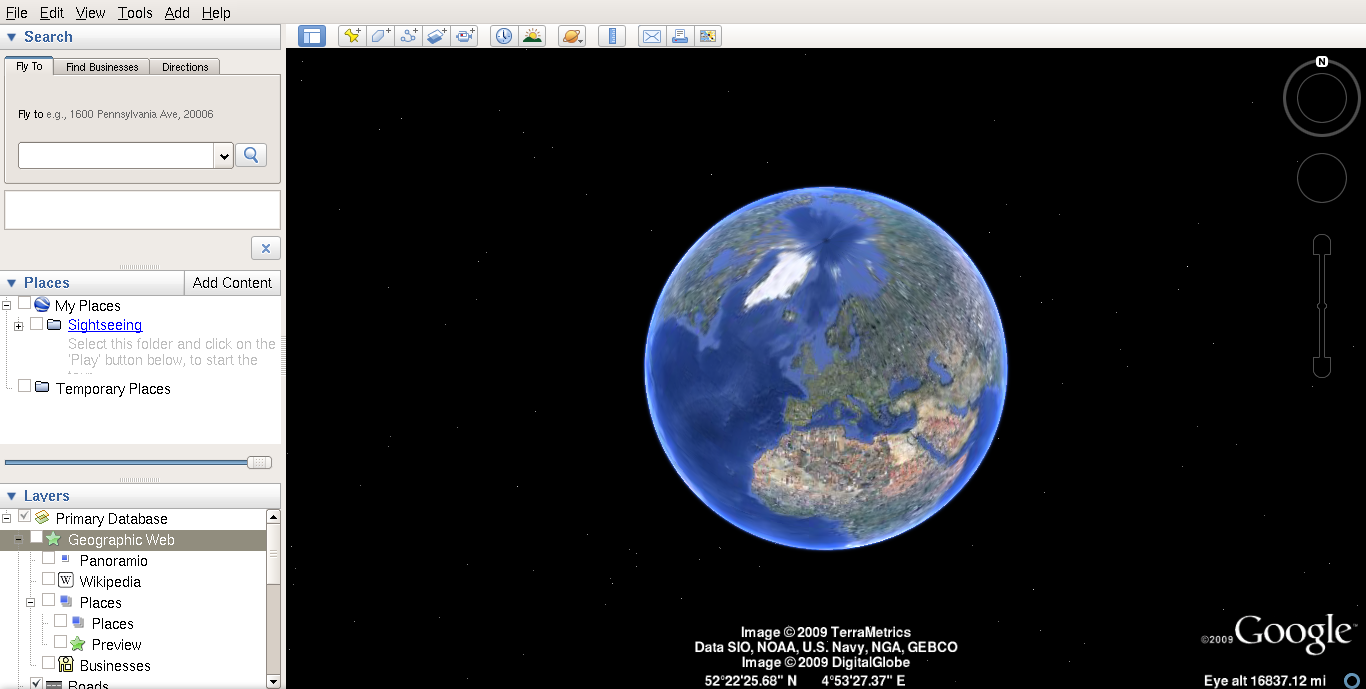 File Edit View Tools Add Help
Search
Fly To Find Businesses Directions
Fly to e.g., 1600 Pennsylvania Ave, 20006
Places Add Content
My Places
Sightseeing
Select this folder and click on the
'Play' button below, to start the
Temporary Places
Layers
Primary Database
Geographic Web
Panoramio
W Wikipedia
Places
Places
Preview
Businesses
Roads
N
Image © 2009 TerraMetrics
Data SIO, NOAA, U.S. Navy, NGA, GEBCO
Image © 2009 DigitalGlobe
52°22'25.68" N 4°53'27.37" E
©2009 Google™
Eye alt 16837.12 mi